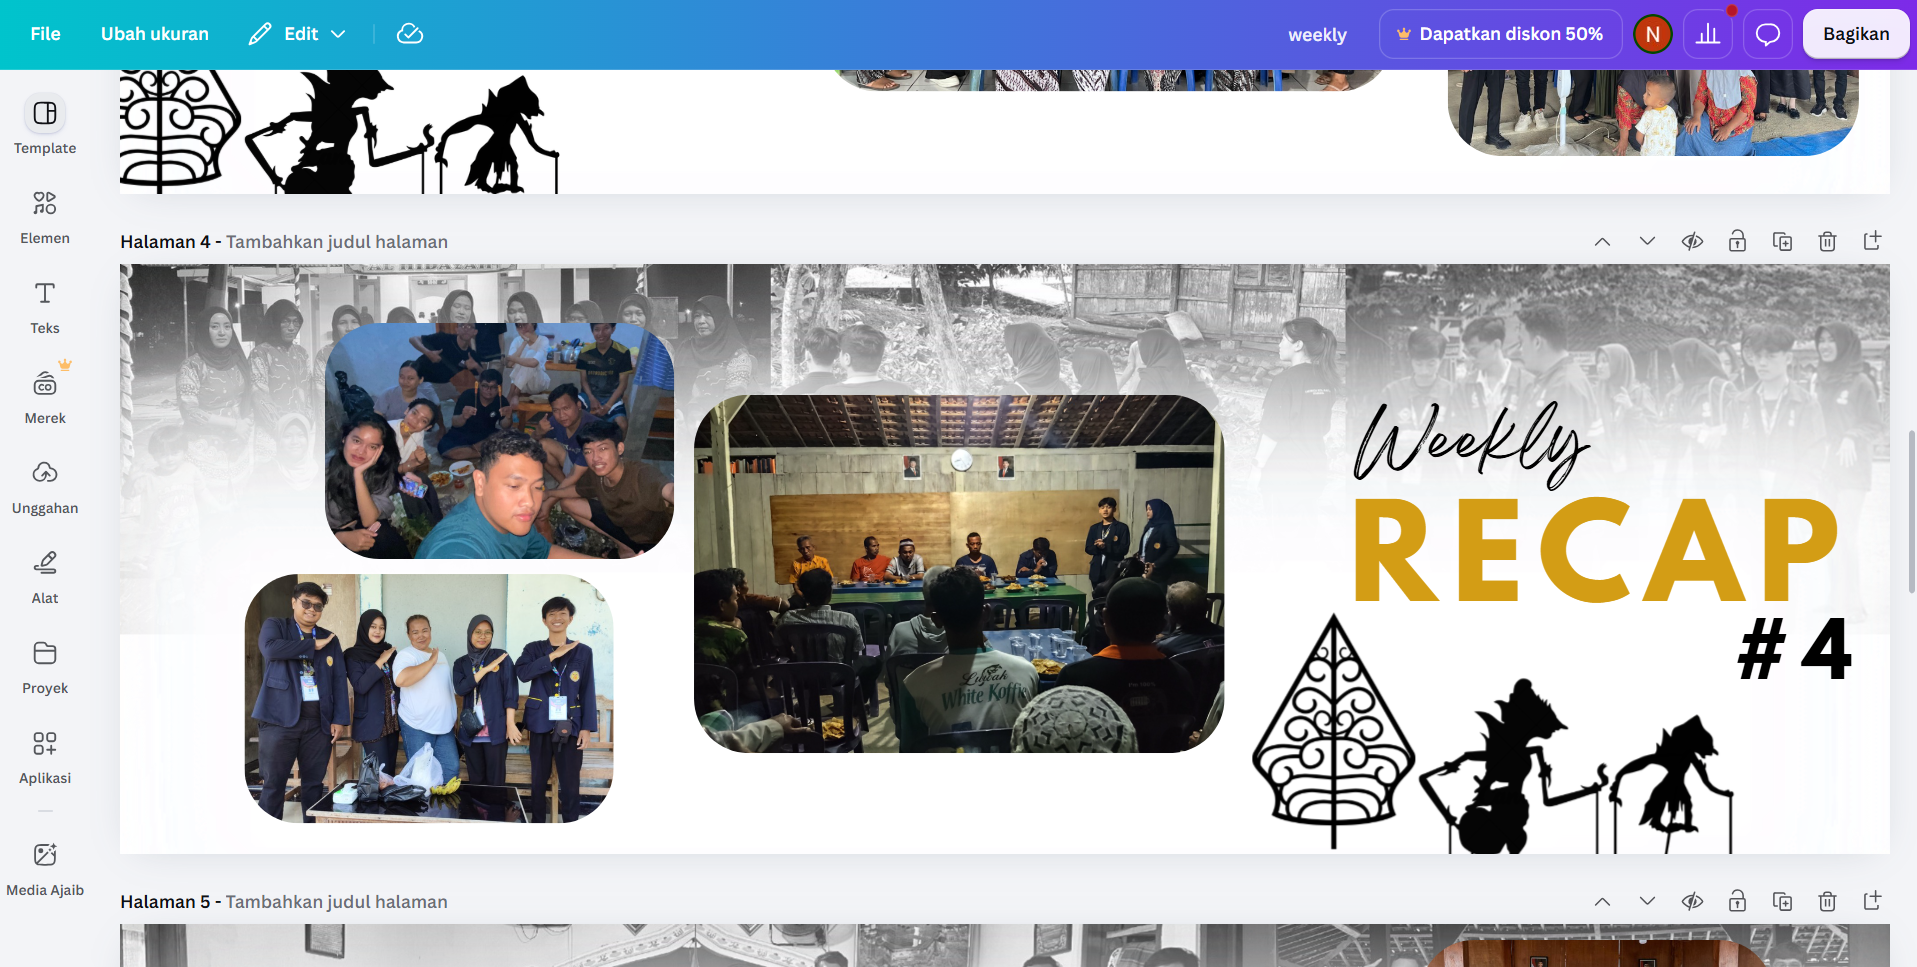 File
Ubah ukuran
Edit
weekly
Dapatkan diskon 50%
N
Bagikan
Template
Elemen
Teks
Merek
Unggahan
Alat
Proyek
Aplikasi
Media Ajaib
Halaman 4 - Tambahkan judul halaman
Weekly
RECAP
#4
Luwak
White Koffie
Halaman 5 - Tambahkan judul halaman